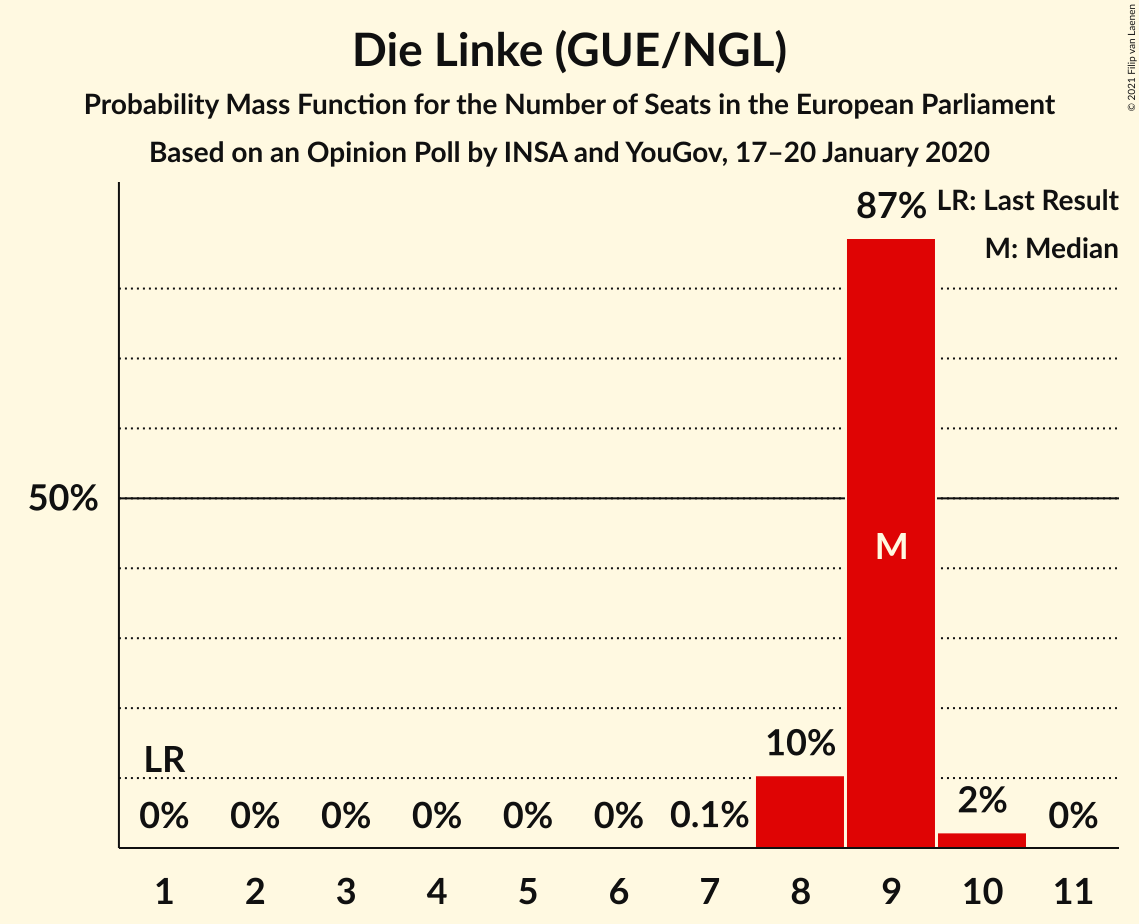 Die Linke (GUE/NGL)
Probability Mass Function for the Number of Seats in the European Parliament
Based on an Opinion Poll by INSA and YouGov, 17–20 January 2020
© 2021 Filip van Laenen
LR: Last Result
M: Median
87%
50%
M
LR
10%
0% 0% 0% 0% 0% 0% 0.1% 2% 0%
1 2 3 4 5 6 7 8 9 10 11